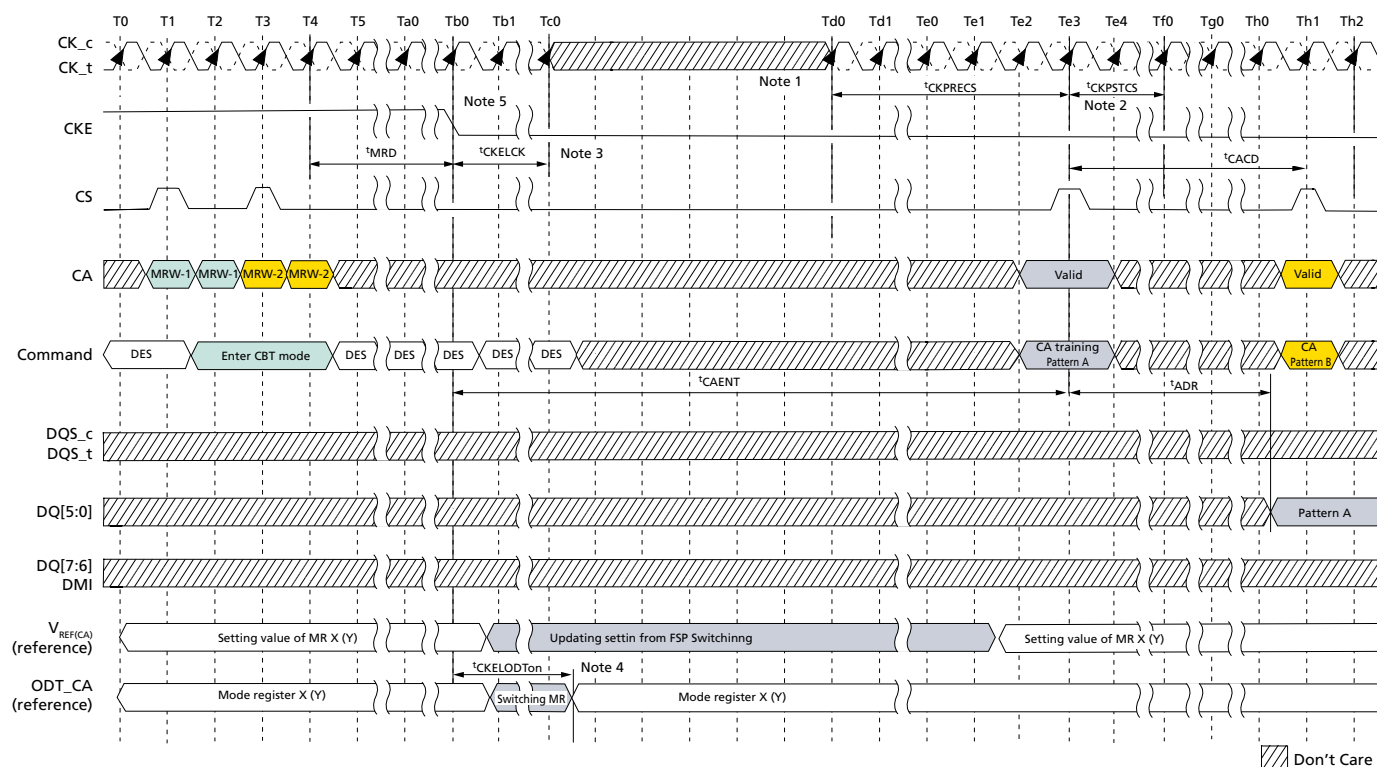 T0 T1 T2 T3 T4 T5 Ta0 Tb0 Tb1 Tc0 Td0 Td1 Te0 Te1 Te2 Te3 Te4 Tf0 Tg0 Th0 Th1 Th2
CK_c
CK_t
Note 1
tCKPRECS
tCKPSTCS
Note 2
Note 5
CKE
tMRD
tCKELCK
Note 3
tCACD
CS
CA
MRW-1 MRW-1 MRW-2 MRW-2
Valid
Valid
Command
DES
Enter CBT mode
DES DES DES DES DES
CA training
Pattern A
CA
Pattern B
tCAENT
tADR
DQS_c
DQS_t
DQ[5:0]
Pattern A
DQ[7:6]
DMI
VREF(CA)
(reference)
Setting value of MR X (Y)
Updating settin from FSP Switchinng
Setting value of MR X (Y)
tCKELODTon
Note 4
ODT_CA
(reference)
Mode register X (Y)
Switching MR
Mode register X (Y)
Don't Care